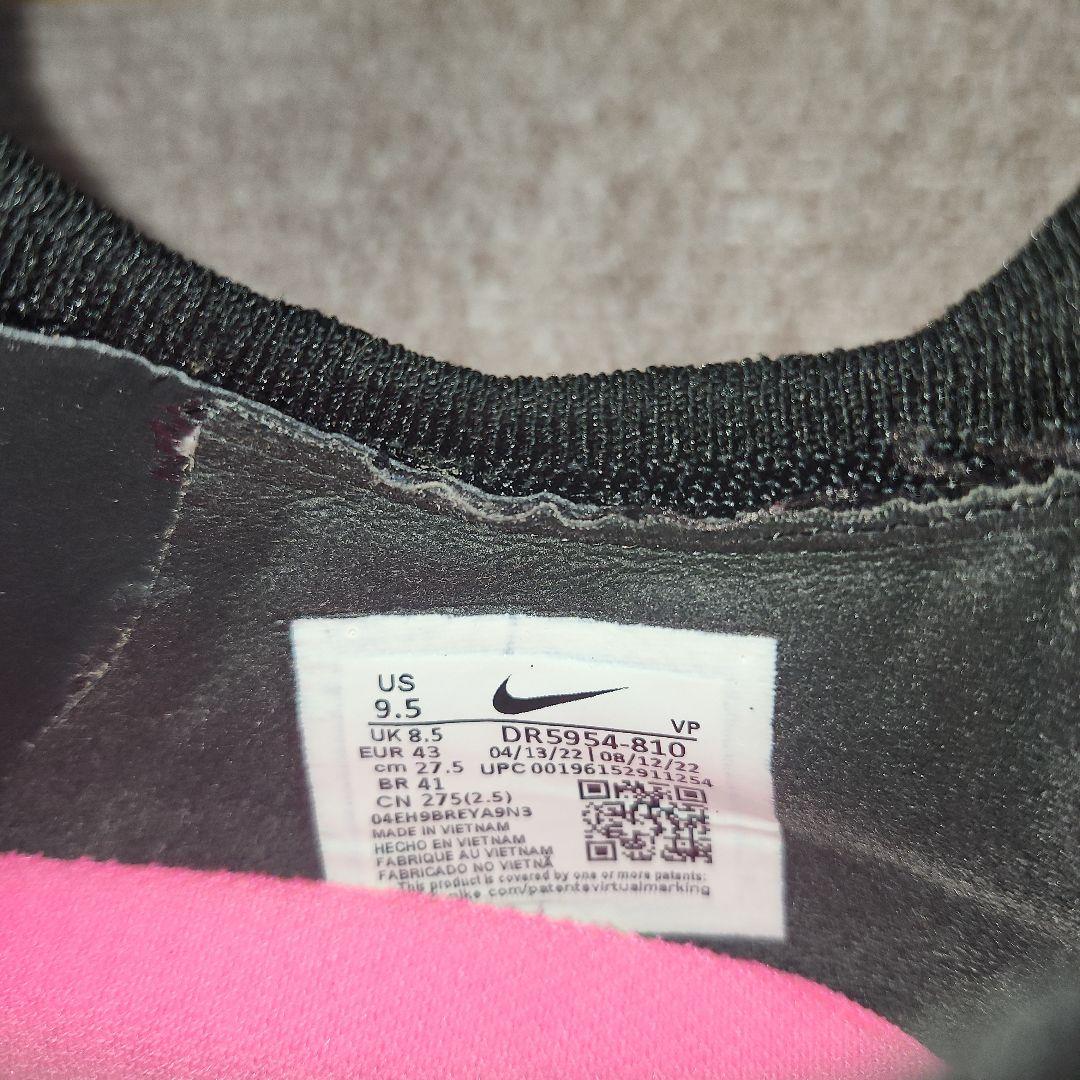 US
9.5
VP
UK 8.5
DR5954-810
EUR 43
04/13/22 | 08/12/22
cm 27.5
UPC 00196152911254
BR 41
CN 275(2.5)
04EH9BREYA9N3
MADE IN VIETNAM
HECHO EN VIETNAM
FABRIQUE AU VIETNAM
FABRICADO NO VIETNA
This product is covered by one or more patents:
.com/patentsvirtualmarking